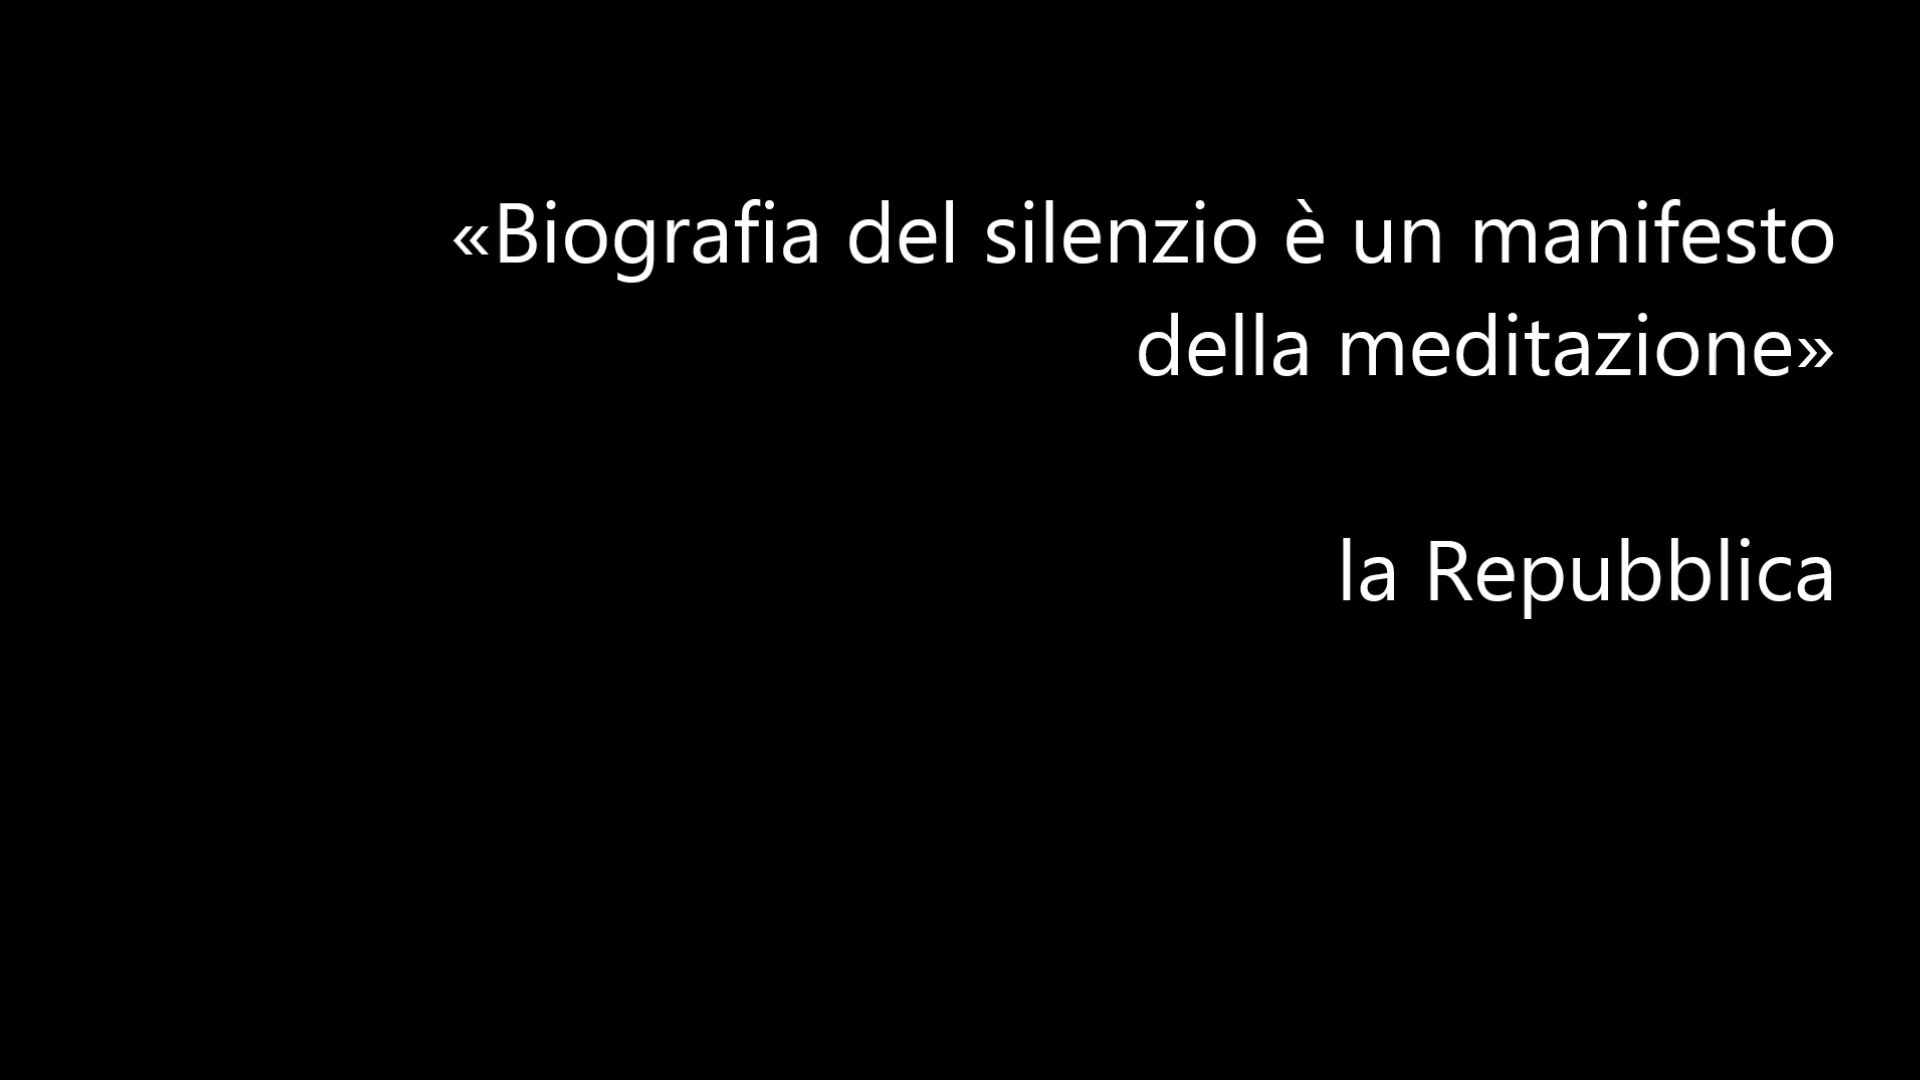 «Biografia del silenzio è un manifesto
della meditazione»
la Repubblica